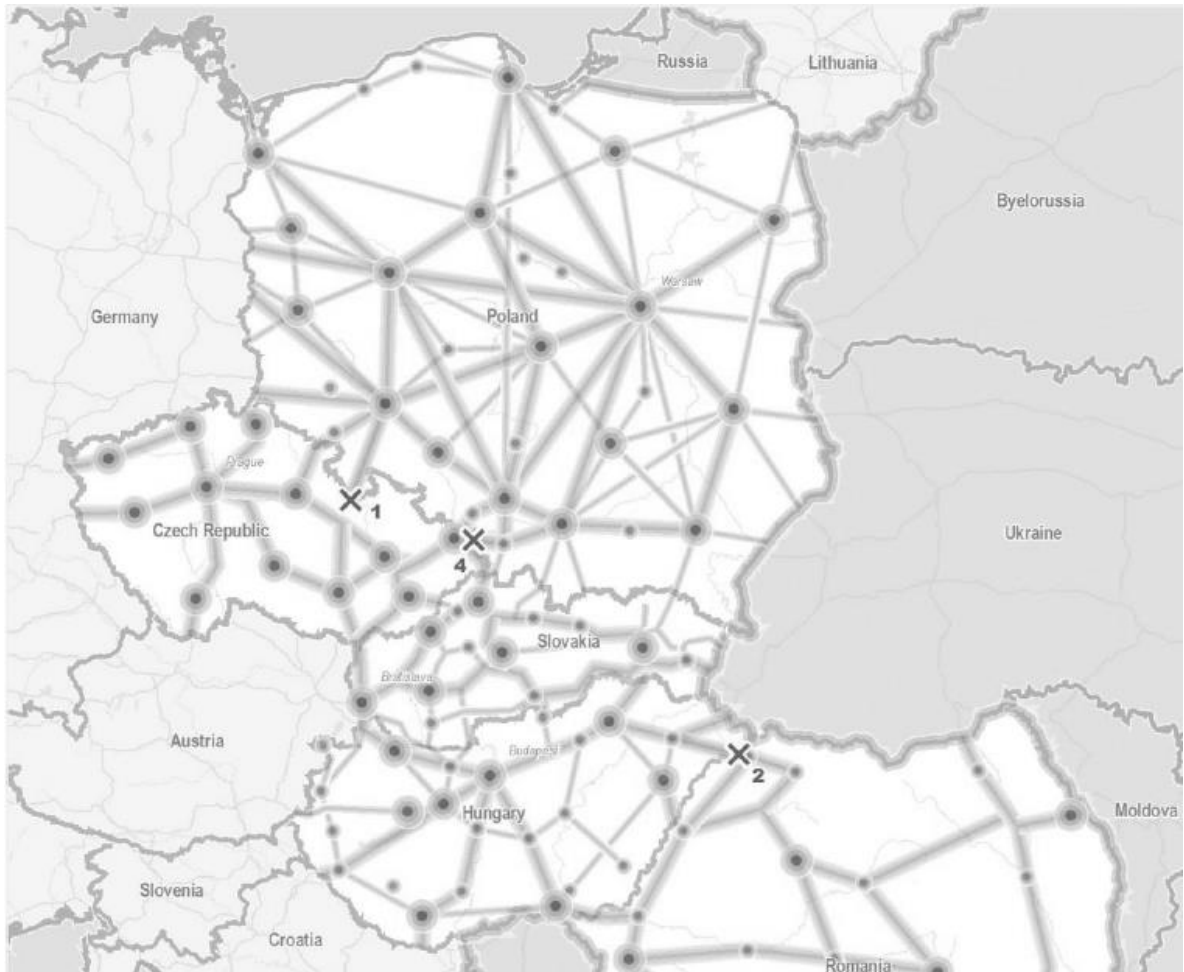 Russia
Lithuania
Byelorussia
Warsaw
Germany
Poland
Prague
1
Czech Republic
Ukraine
4
Slovakia
Bratislava
Austria
Budapest
2
Hungary
Moldova
Slovenia
Croatia
Romania